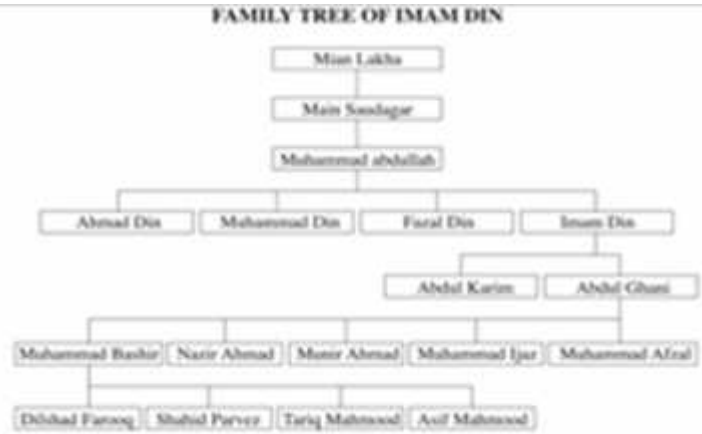 FAMILY TREE OF IMAM DIN
Mian Lakha
Main Saudagar
Muhammad abdullah
Ahmad Din Muhammad Din Fazal Din Imam Din
Abdul Karim Abdul Ghani
Muhammad Bashir Nazir Ahmad Munir Ahmad Muhammad Ijaz Muhammad Afzal
Dilshad Farooq Shahid Parvez Tariq Mahmood Asif Mahmood